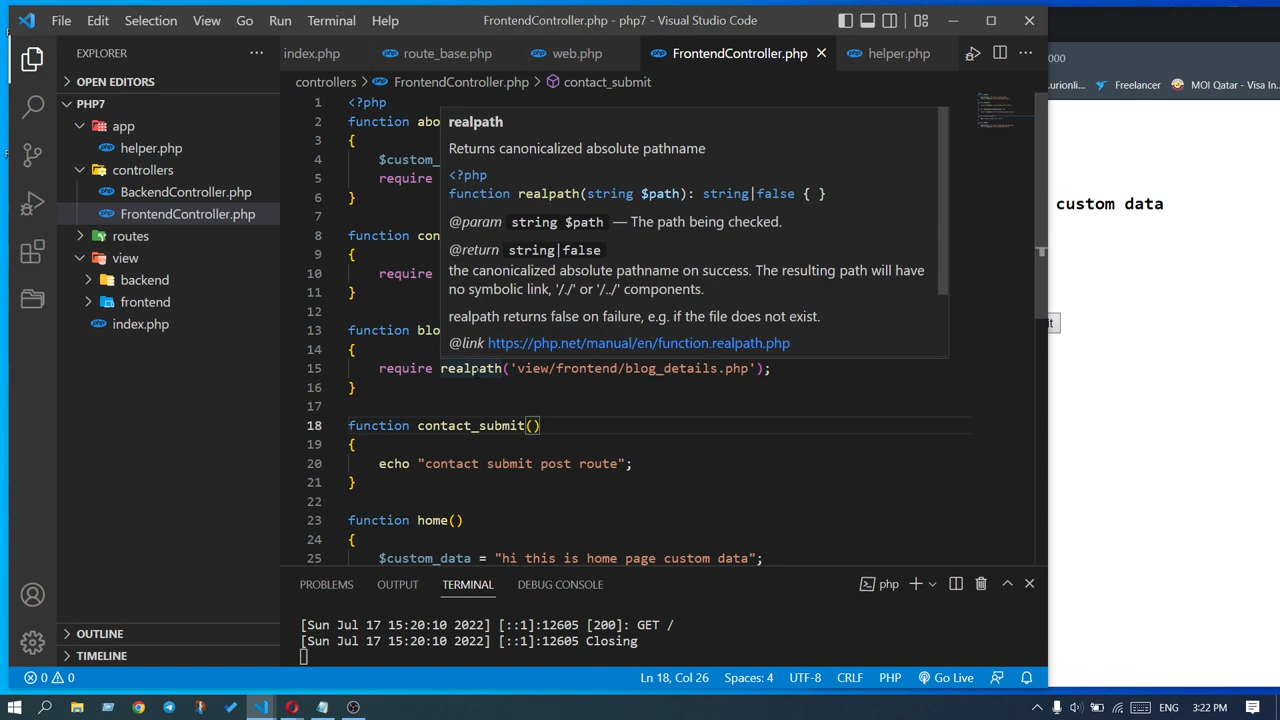 File Edit Selection View Go Run Terminal Help
FrontendController.php - php7 - Visual Studio Code
EXPLORER
OPEN EDITORS
PHP7
app
helper.php
controllers
BackendController.php
FrontendController.php
routes
view
backend
frontend
index.php
OUTLINE
TIMELINE
index.php
route_base.php
web.php
FrontendController.php
helper.php
controllers > FrontendController.php > contact_submit
1 <?php
2 function abo
3 {
4 $custom_
5 require
6 }
7
8 function con
9 {
10 require
11 }
12
13 function blo
14 {
15 require realpath('view/frontend/blog_details.php');
16 }
17
18 function contact_submit()
19 {
20 echo "contact submit post route";
21 }
22
23 function home()
24 {
25 $custom_data = "hi this is home page custom data";
realpath
Returns canonicalized absolute pathname
<?php
function realpath(string $path): string|false { }
@param string $path — The path being checked.
@return string|false
the canonicalized absolute pathname on success. The resulting path will have
no symbolic link, '/./' or '/../' components.
realpath returns false on failure, e.g. if the file does not exist.
@link https://php.net/manual/en/function.realpath.php
PROBLEMS OUTPUT TERMINAL DEBUG CONSOLE
php
[Sun Jul 17 15:20:10 2022] [::1]:12605 [200]: GET /
[Sun Jul 17 15:20:10 2022] [::1]:12605 Closing
0 0
Ln 18, Col 26 Spaces: 4 UTF-8 CRLF PHP Go Live
000
urionli...
Freelancer
MOI Qatar - Visa In...
custom data
it
ENG 3:22 PM